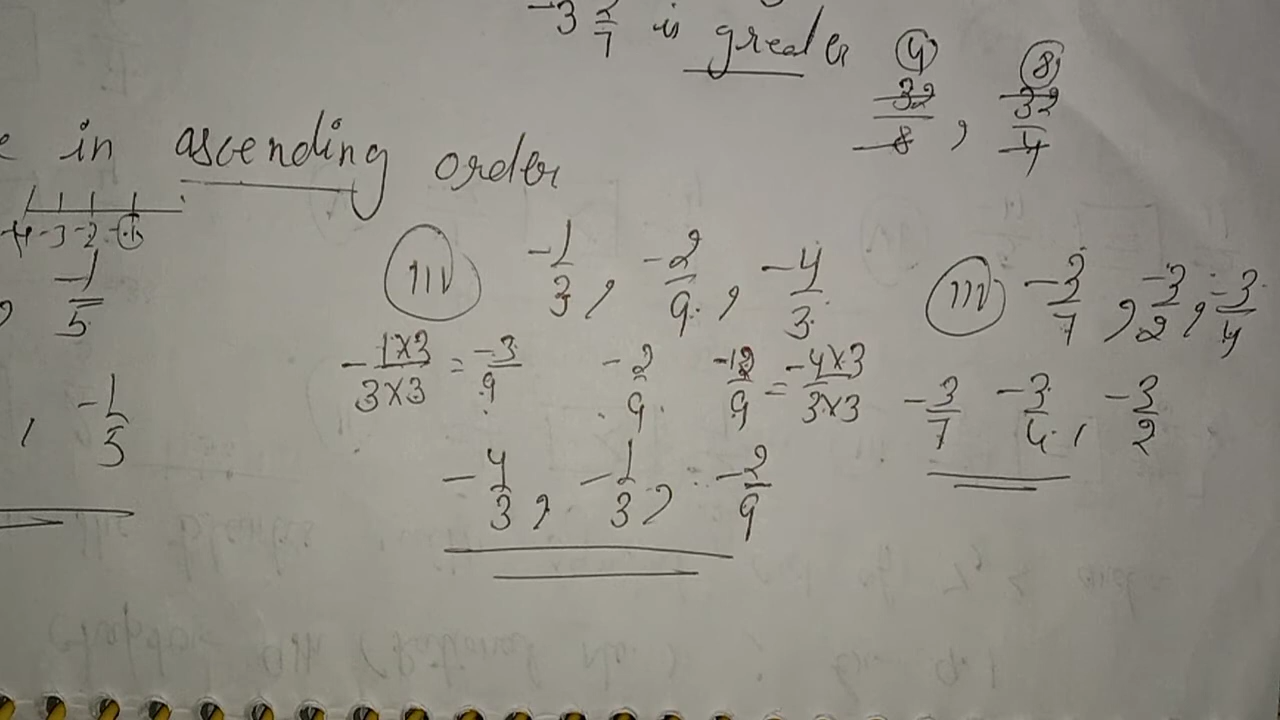 -3 2/7 is greater
④ ⑧
32/8 , 32/4
in ascending order
-4 -3 -2 -1
, -1/5
(iii) -1/3 , -2/9 , -4/3
(iii) -3/7 , -3/2 , -3/4
-1×3/3×3 = -3/9 -2/9 -12/9 = -4×3/3×3
-3/7 -3/4 , -3/2
, -1/5
-4/3 , -1/3 , -2/9